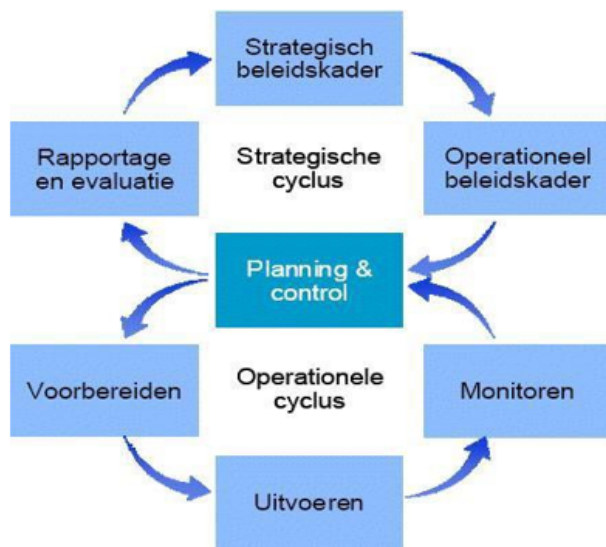 Strategisch
beleidskader
Rapportage
en evaluatie
Strategische
cyclus
Operationeel
beleidskader
Planning &
control
Voorbereiden
Operationele
cyclus
Monitoren
Uitvoeren